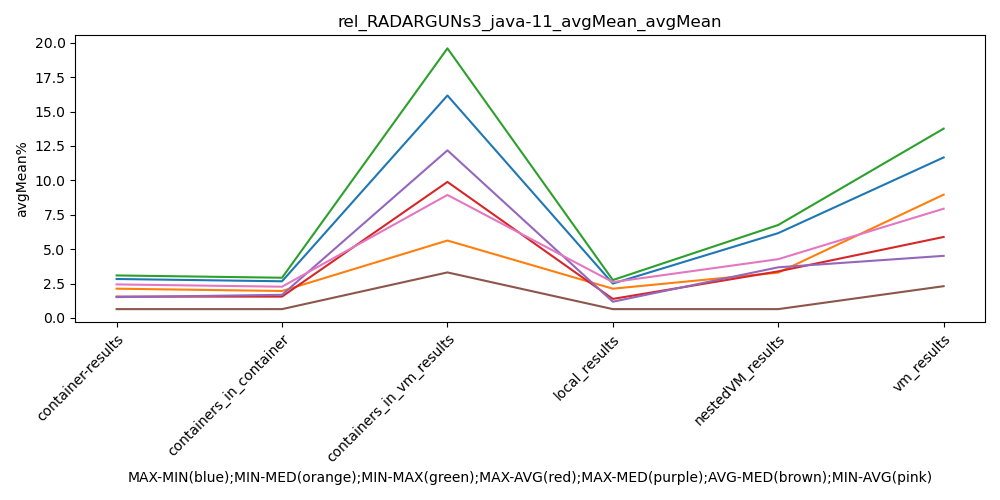 rel_RADARGUNs3_java-11_avgMean_avgMean
20.0
17.5
15.0
12.5
10.0
7.5
5.0
2.5
0.0
avgMean%
container-results
containers_in_container
containers_in_vm_results
local_results
nestedVM_results
vm_results
MAX-MIN(blue);MIN-MED(orange);MIN-MAX(green);MAX-AVG(red);MAX-MED(purple);AVG-MED(brown);MIN-AVG(pink)